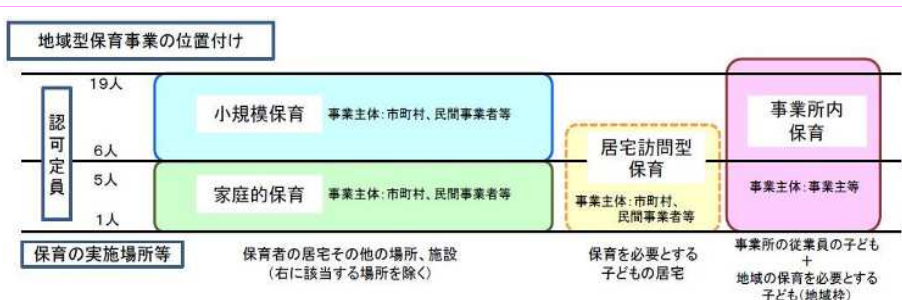 地域型保育事業の位置付け
認可定員
19人
6人
5人
1人
小規模保育
事業主体:市町村、民間事業者等
家庭的保育
事業主体:市町村、民間事業者等
居宅訪問型
保育
事業主体:市町村、
民間事業者等
事業所内
保育
事業主体:事業主等
保育の実施場所等
保育者の居宅その他の場所、施設
(右に該当する場所を除く)
保育を必要とする
子どもの居宅
事業所の従業員の子ども
+
地域の保育を必要とする
子ども(地域枠)